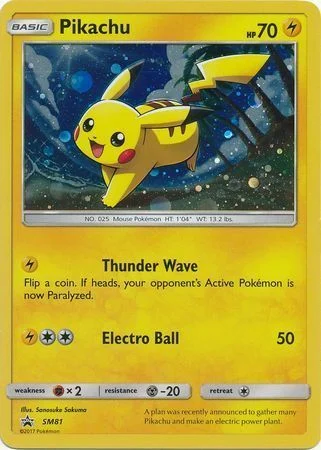 BASIC Pikachu HP 70
NO. 025 Mouse Pokémon HT: 1'04" WT: 13.2 lbs.
Thunder Wave
Flip a coin. If heads, your opponent's Active Pokémon
is now Paralyzed.
Electro Ball 50
weakness × 2 resistance -20 retreat
Illus. Sanosuke Sakuma
SM81
©2017 Pokémon
A plan was recently announced to gather many
Pikachu and make an electric power plant.